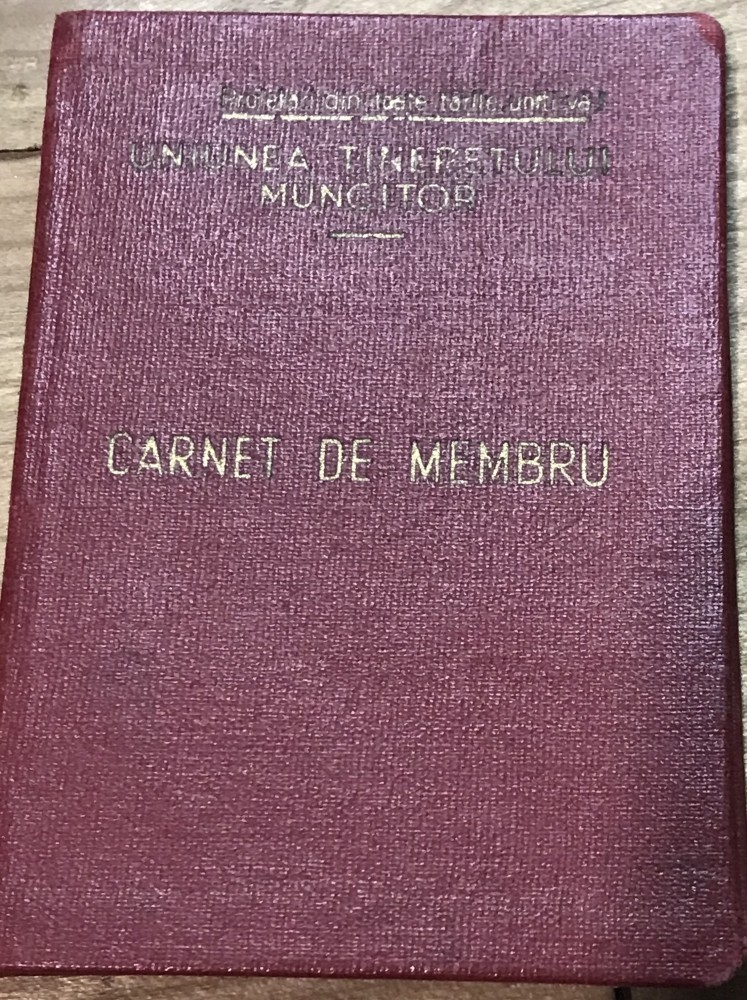 Proletari din toate țările, uniți-vă!
UNIUNEA TINERETULUI
MUNCITOR
CARNET DE MEMBRU